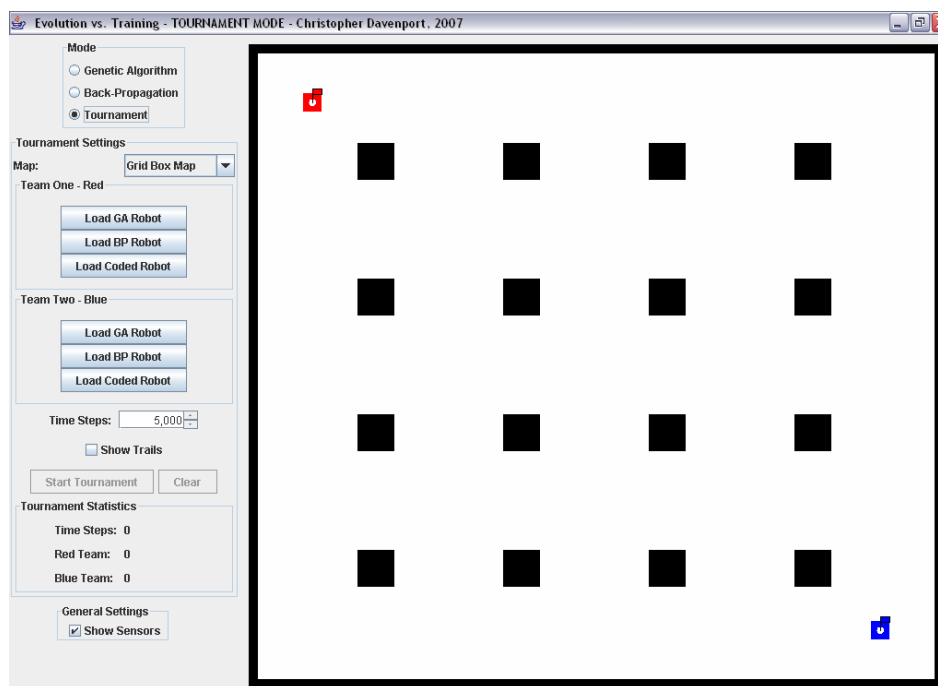 Evolution vs. Training - TOURNAMENT MODE - Christopher Davenport, 2007
Mode
Genetic Algorithm
Back-Propagation
Tournament
Tournament Settings
Map: Grid Box Map
Team One - Red
Load GA Robot
Load BP Robot
Load Coded Robot
Team Two - Blue
Load GA Robot
Load BP Robot
Load Coded Robot
Time Steps: 5,000
Show Trails
Start Tournament Clear
Tournament Statistics
Time Steps: 0
Red Team: 0
Blue Team: 0
General Settings
Show Sensors